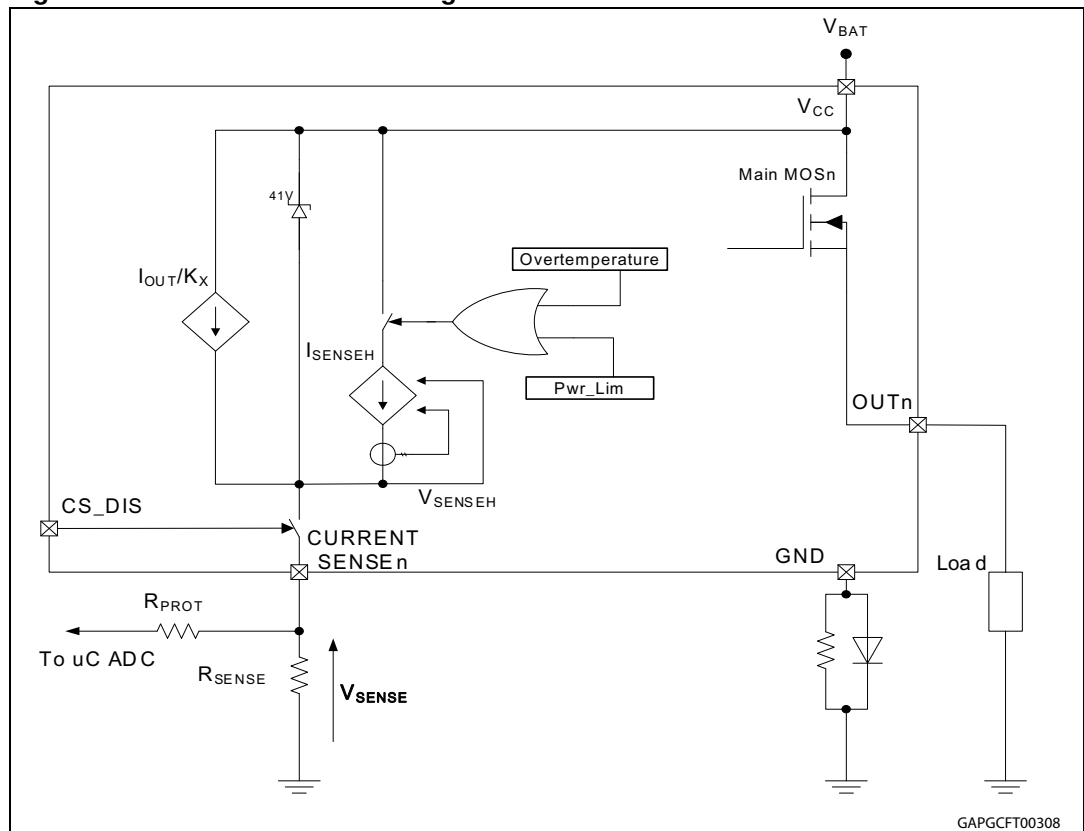 V_BAT
V_CC
Main MOSn
41V
Overtemperature
I_OUT/K_X
I_SENSEH
Pwr_Lim
OUTn
V_SENSEH
CS_DIS
CURRENT
SENSEn
GND
Load
R_PROT
To uC ADC
R_SENSE
V_SENSE
GAPGCFT00308